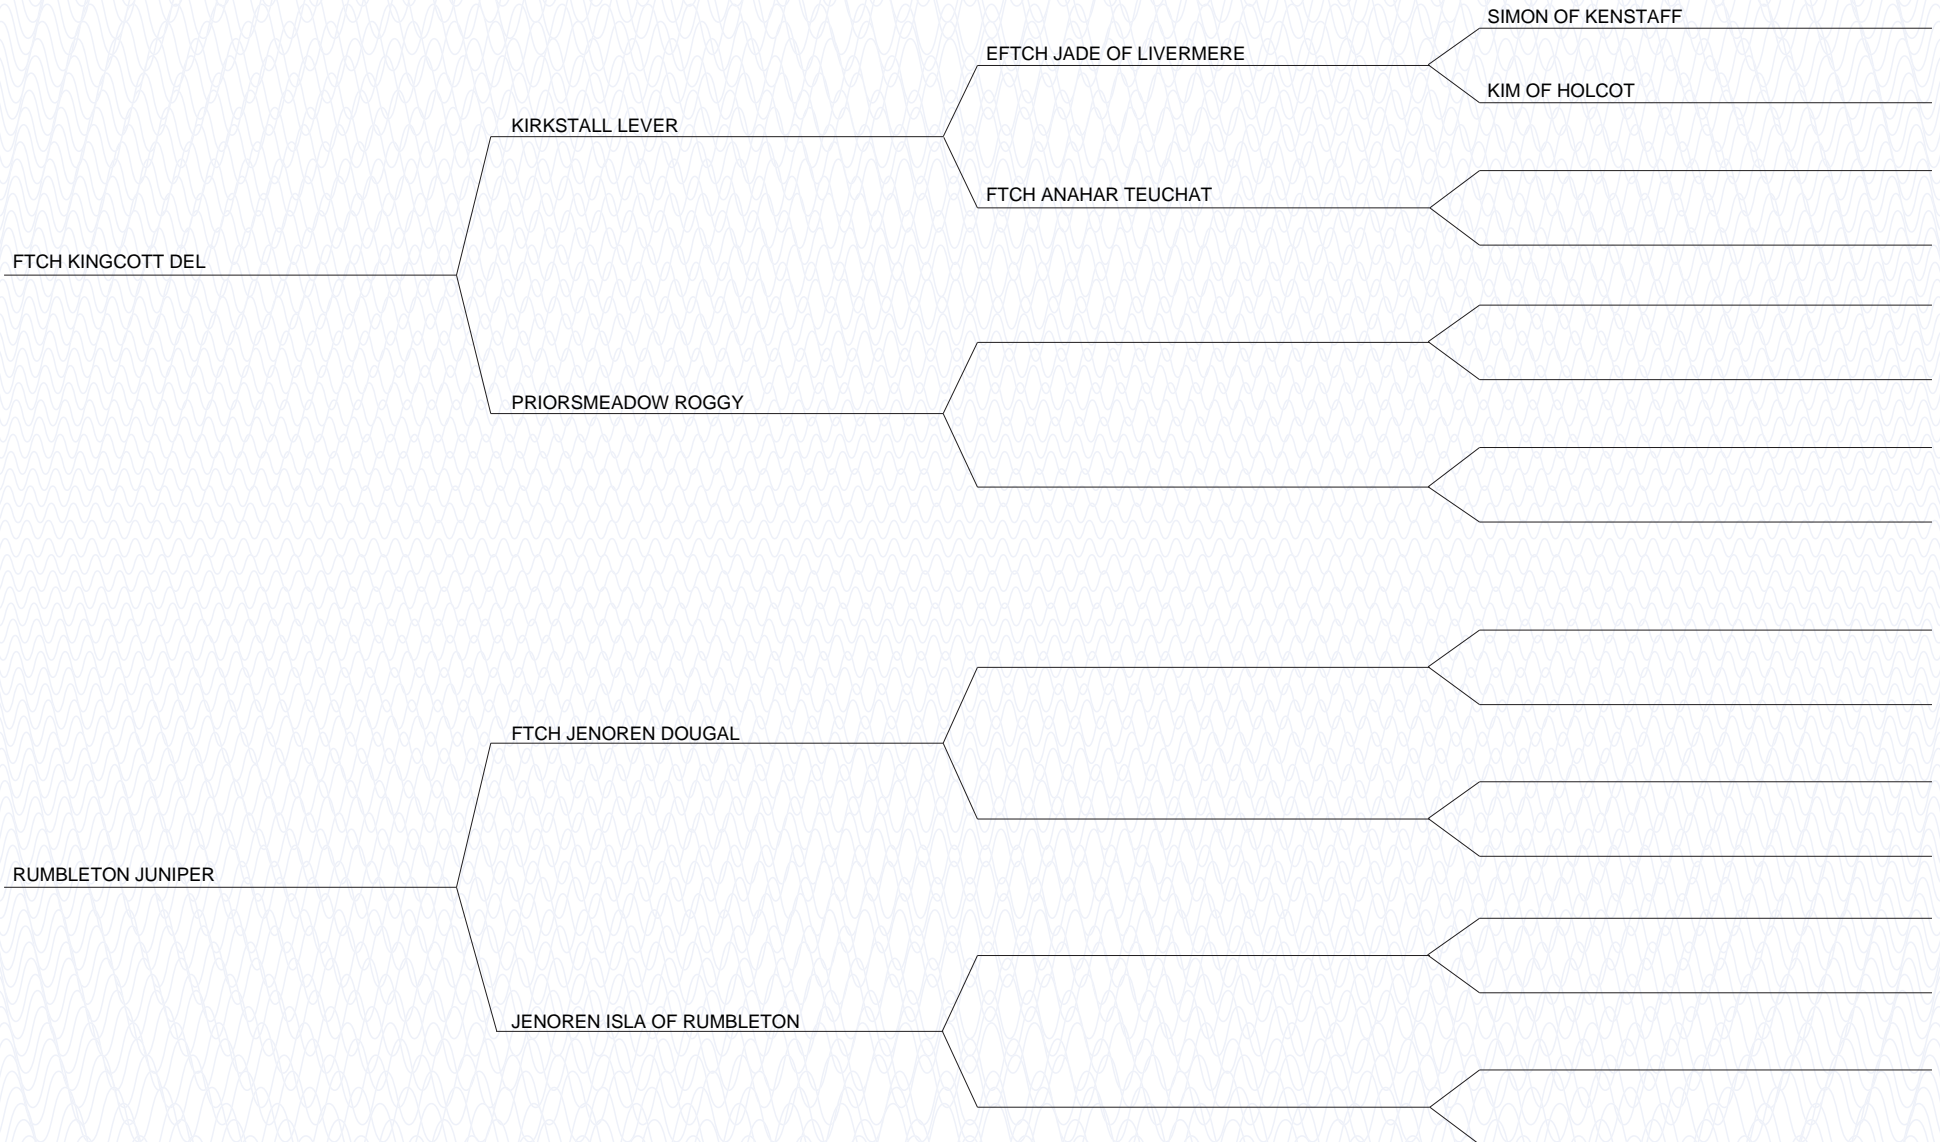 SIMON OF KENSTAFF
EFTCH JADE OF LIVERMERE
KIM OF HOLCOT
KIRKSTALL LEVER
FTCH ANAHAR TEUCHAT
FTCH KINGCOTT DEL
PRIORSMEADOW ROGGY
FTCH JENOREN DOUGAL
RUMBLETON JUNIPER
JENOREN ISLA OF RUMBLETON